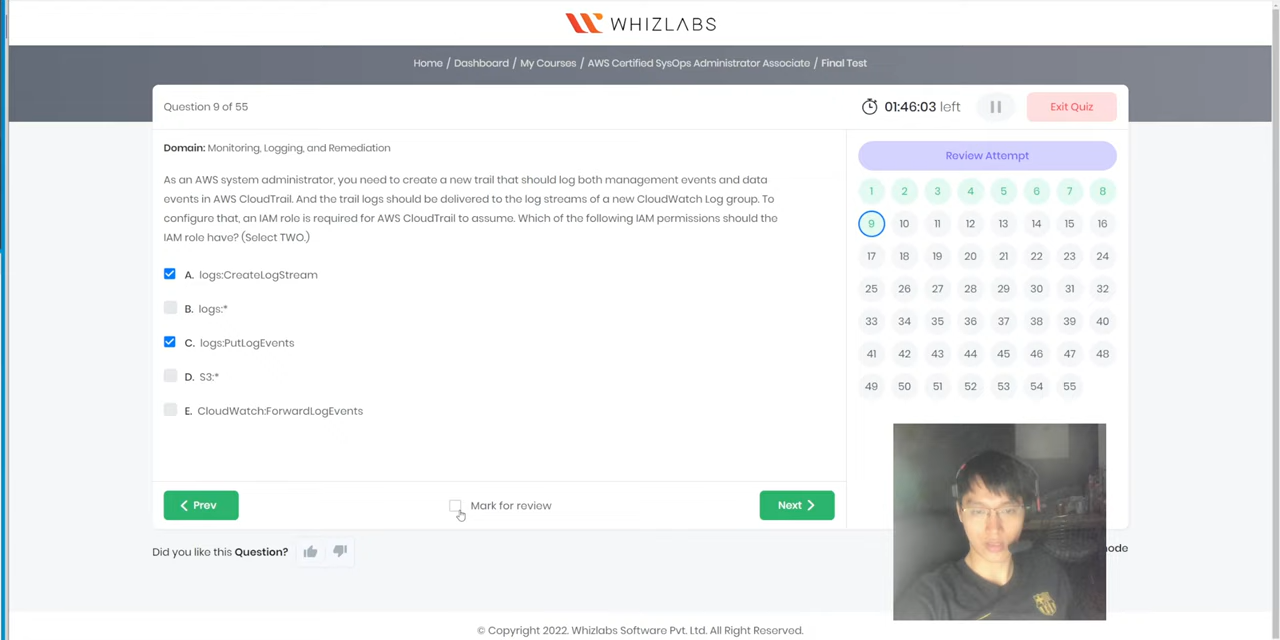 WHIZLABS
Home / Dashboard / My Courses / AWS Certified SysOps Administrator Associate / Final Test
Question 9 of 55
01:46:03 left
Exit Quiz
Domain: Monitoring, Logging, and Remediation
As an AWS system administrator, you need to create a new trail that should log both management events and data
events in AWS CloudTrail. And the trail logs should be delivered to the log streams of a new CloudWatch Log group. To
configure that, an IAM role is required for AWS CloudTrail to assume. Which of the following IAM permissions should the
IAM role have? (Select TWO.)
A. logs:CreateLogStream
B. logs:*
C. logs:PutLogEvents
D. S3:*
E. CloudWatch:ForwardLogEvents
Prev
Mark for review
Next
Did you like this Question?
Review Attempt
1 2 3 4 5 6 7 8
9 10 11 12 13 14 15 16
17 18 19 20 21 22 23 24
25 26 27 28 29 30 31 32
33 34 35 36 37 38 39 40
41 42 43 44 45 46 47 48
49 50 51 52 53 54 55
© Copyright 2022. Whizlabs Software Pvt. Ltd. All Right Reserved.